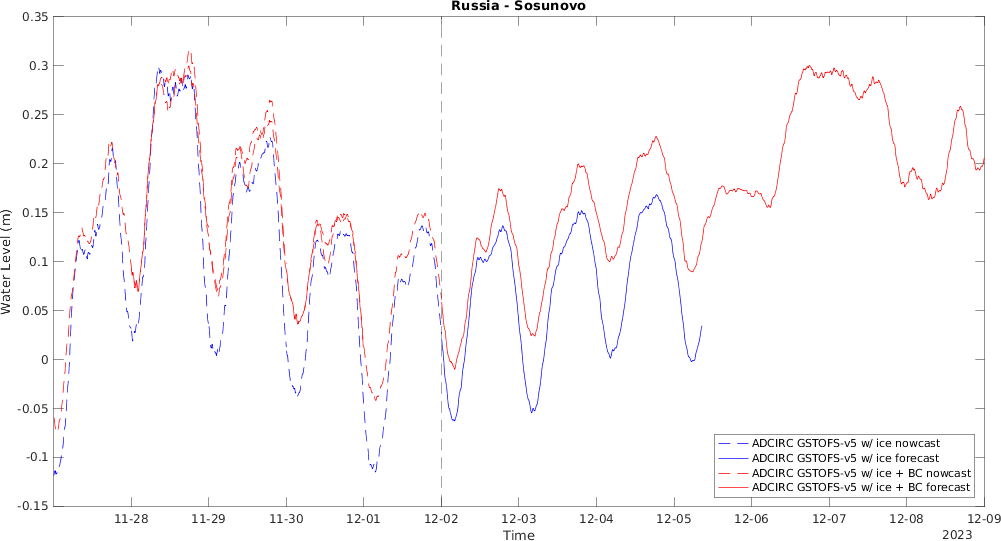 Russia - Sosunovo
0.35
0.3
0.25
0.2
0.15
0.1
0.05
0
-0.05
-0.1
-0.15
Water Level (m)
11-28 11-29 11-30 12-01 12-02 12-03 12-04 12-05 12-06 12-07 12-08 12-09
Time
2023
ADCIRC GSTOFS-v5 w/ ice nowcast
ADCIRC GSTOFS-v5 w/ ice forecast
ADCIRC GSTOFS-v5 w/ ice + BC nowcast
ADCIRC GSTOFS-v5 w/ ice + BC forecast